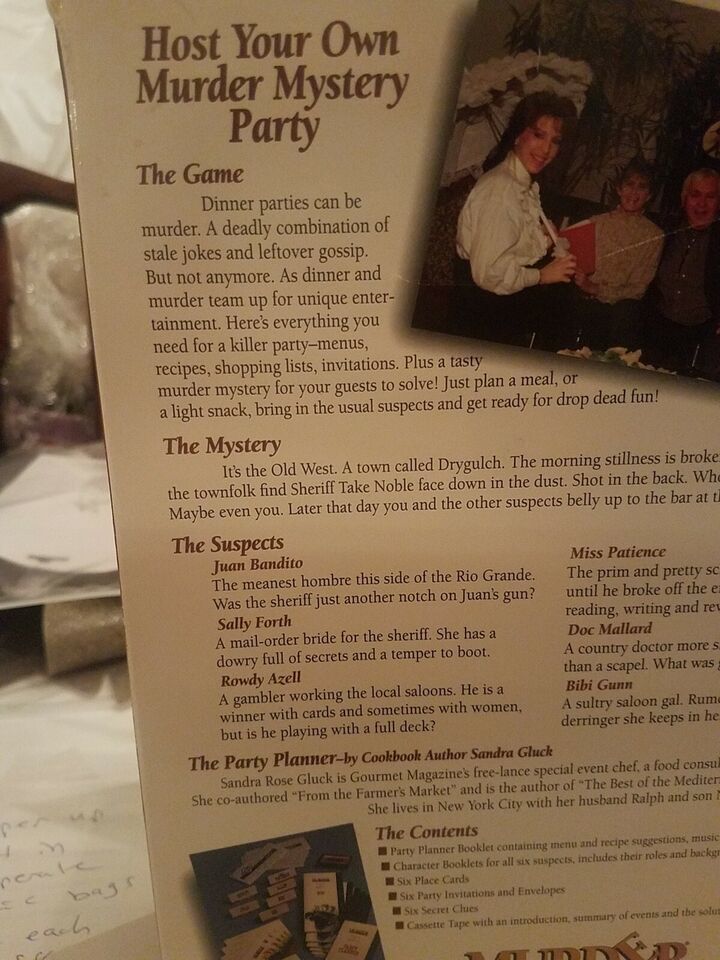 Host Your Own
Murder Mystery
Party
The Game
Dinner parties can be
murder. A deadly combination of
stale jokes and leftover gossip.
But not anymore. As dinner and
murder team up for unique enter-
tainment. Here's everything you
need for a killer party–menus,
recipes, shopping lists, invitations. Plus a tasty
murder mystery for your guests to solve! Just plan a meal, or
a light snack, bring in the usual suspects and get ready for drop dead fun!
The Mystery
It's the Old West. A town called Drygulch. The morning stillness is
the townfolk find Sheriff Take Noble face down in the dust. Shot in the back.
Maybe even you. Later that day you and the other suspects belly up to the bar at
The Suspects
Juan Bandito
The meanest hombre this side of the Rio Grande.
Was the sheriff just another notch on Juan's gun?
Sally Forth
A mail-order bride for the sheriff. She has a
dowry full of secrets and a temper to boot.
Rowdy Azell
A gambler working the local saloons. He is a
winner with cards and sometimes with women,
but is he playing with a full deck?
Miss Patience
The prim and pretty
until he broke off the
reading, writing and
Doc Mallard
A country doctor more
than a scapel. What was
Bibi Gunn
A sultry saloon gal.
derringer she keeps in
The Party Planner–by Cookbook Author Sandra Gluck
Sandra Rose Gluck is Gourmet Magazine's free-lance special event chef, a food
She co-authored "From the Farmer's Market" and is the author of "The Best of the
She lives in New York City with her husband Ralph and son
The Contents
■ Party Planner Booklet containing menu and recipe suggestions,
■ Character Booklets for all six suspects, includes their roles and
■ Six Place Cards
■ Six Party Invitations and Envelopes
■ Six Secret Clues
■ Cassette Tape with an introduction, summary of events and the
MURDER
up
in
bags
each